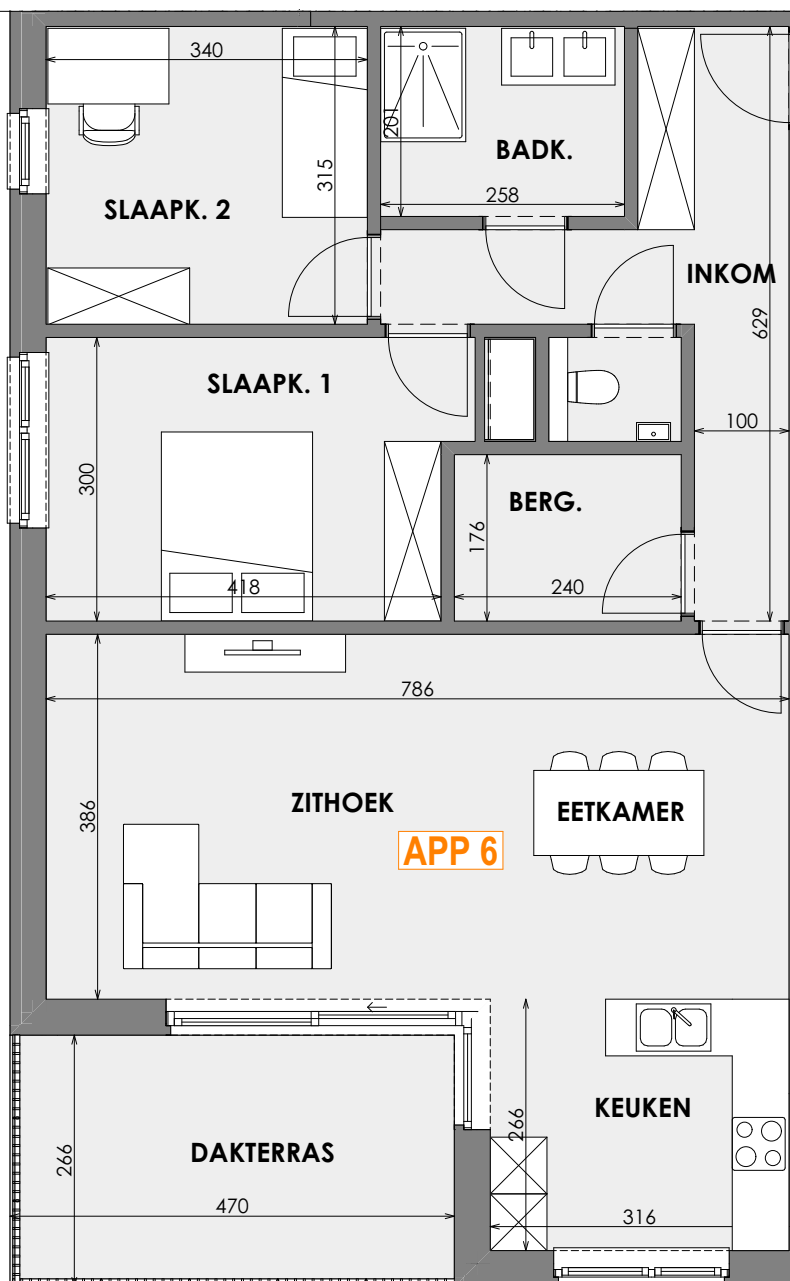 340
201
BADK.
315
SLAAPK. 2
258
INKOM
629
SLAAPK. 1
100
300
BERG.
176
418
240
786
ZITHOEK
EETKAMER
386
APP 6
KEUKEN
266
266
DAKTERRAS
470
316